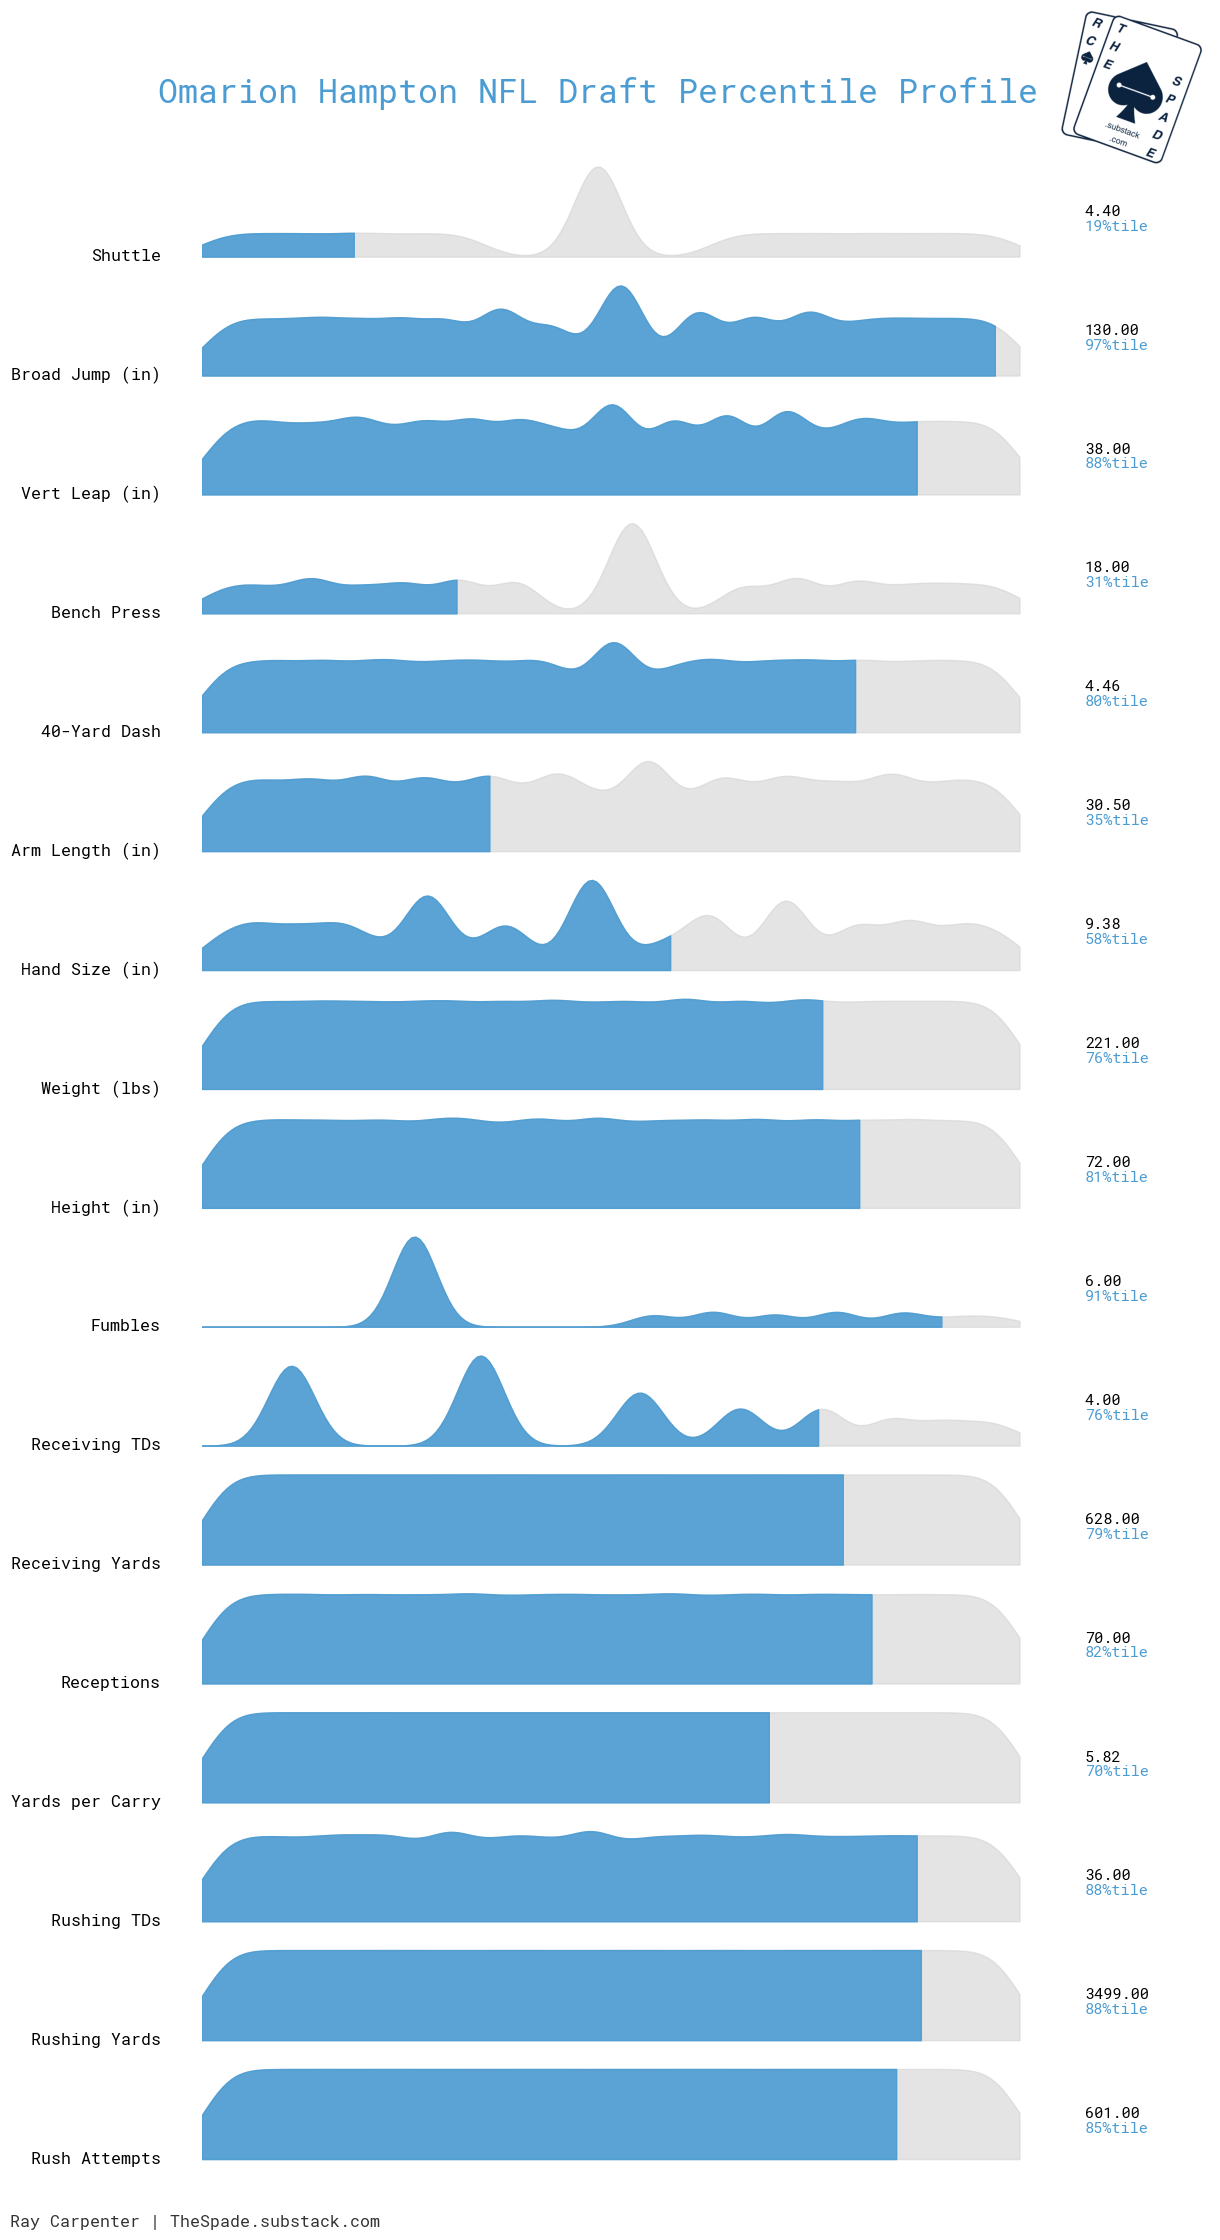 Omarion Hampton NFL Draft Percentile Profile
R
C
T
H
E
S
P
A
D
E
.substack
.com
Shuttle
4.40
19%tile
Broad Jump (in)
130.00
97%tile
Vert Leap (in)
38.00
88%tile
Bench Press
18.00
31%tile
40-Yard Dash
4.46
80%tile
Arm Length (in)
30.50
35%tile
Hand Size (in)
9.38
58%tile
Weight (lbs)
221.00
76%tile
Height (in)
72.00
81%tile
Fumbles
6.00
91%tile
Receiving TDs
4.00
76%tile
Receiving Yards
628.00
79%tile
Receptions
70.00
82%tile
Yards per Carry
5.82
70%tile
Rushing TDs
36.00
88%tile
Rushing Yards
3499.00
88%tile
Rush Attempts
601.00
85%tile
Ray Carpenter | TheSpade.substack.com